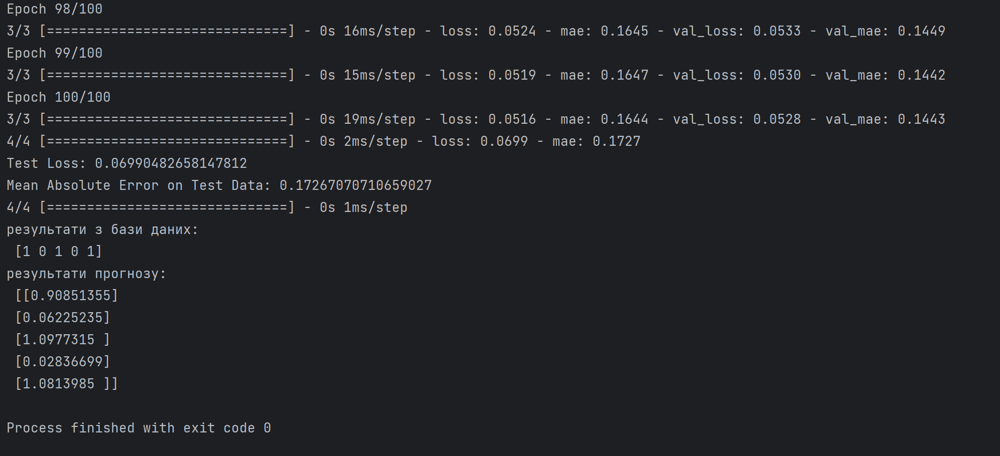 Epoch 98/100
3/3 [==============================] - 0s 16ms/step - loss: 0.0524 - mae: 0.1645 - val_loss: 0.0533 - val_mae: 0.1449
Epoch 99/100
3/3 [==============================] - 0s 15ms/step - loss: 0.0519 - mae: 0.1647 - val_loss: 0.0530 - val_mae: 0.1442
Epoch 100/100
3/3 [==============================] - 0s 19ms/step - loss: 0.0516 - mae: 0.1644 - val_loss: 0.0528 - val_mae: 0.1443
4/4 [==============================] - 0s 2ms/step - loss: 0.0699 - mae: 0.1727
Test Loss: 0.06990482658147812
Mean Absolute Error on Test Data: 0.17267070710659027
4/4 [==============================] - 0s 1ms/step
результати з бази даних:
 [1 0 1 0 1]
результати прогнозу:
 [[0.90851355]
 [0.06225235]
 [1.0977315 ]
 [0.02836699]
 [1.0813985 ]]
Process finished with exit code 0